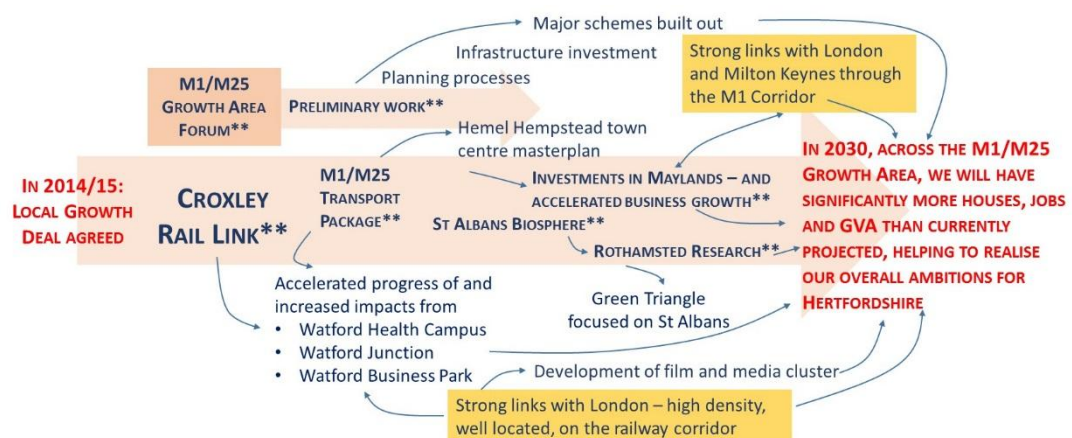 Major schemes built out
Infrastructure investment
Planning processes
Strong links with London
and Milton Keynes through
the M1 Corridor
M1/M25
GROWTH AREA
FORUM**
PRELIMINARY WORK**
Hemel Hempstead town
centre masterplan
IN 2014/15:
LOCAL GROWTH
DEAL AGREED
CROXLEY
RAIL LINK**
M1/M25
TRANSPORT
PACKAGE**
INVESTMENTS IN MAYLANDS – AND
ACCELERATED BUSINESS GROWTH**
ST ALBANS BIOSPHERE**
ROTHAMSTED RESEARCH**
IN 2030, ACROSS THE M1/M25
GROWTH AREA, WE WILL HAVE
SIGNIFICANTLY MORE HOUSES, JOBS
AND GVA THAN CURRENTLY
PROJECTED, HELPING TO REALISE
OUR OVERALL AMBITIONS FOR
HERTFORDSHIRE
Accelerated progress of and
increased impacts from
• Watford Health Campus
• Watford Junction
• Watford Business Park
Green Triangle
focused on St Albans
Development of film and media cluster
Strong links with London – high density,
well located, on the railway corridor